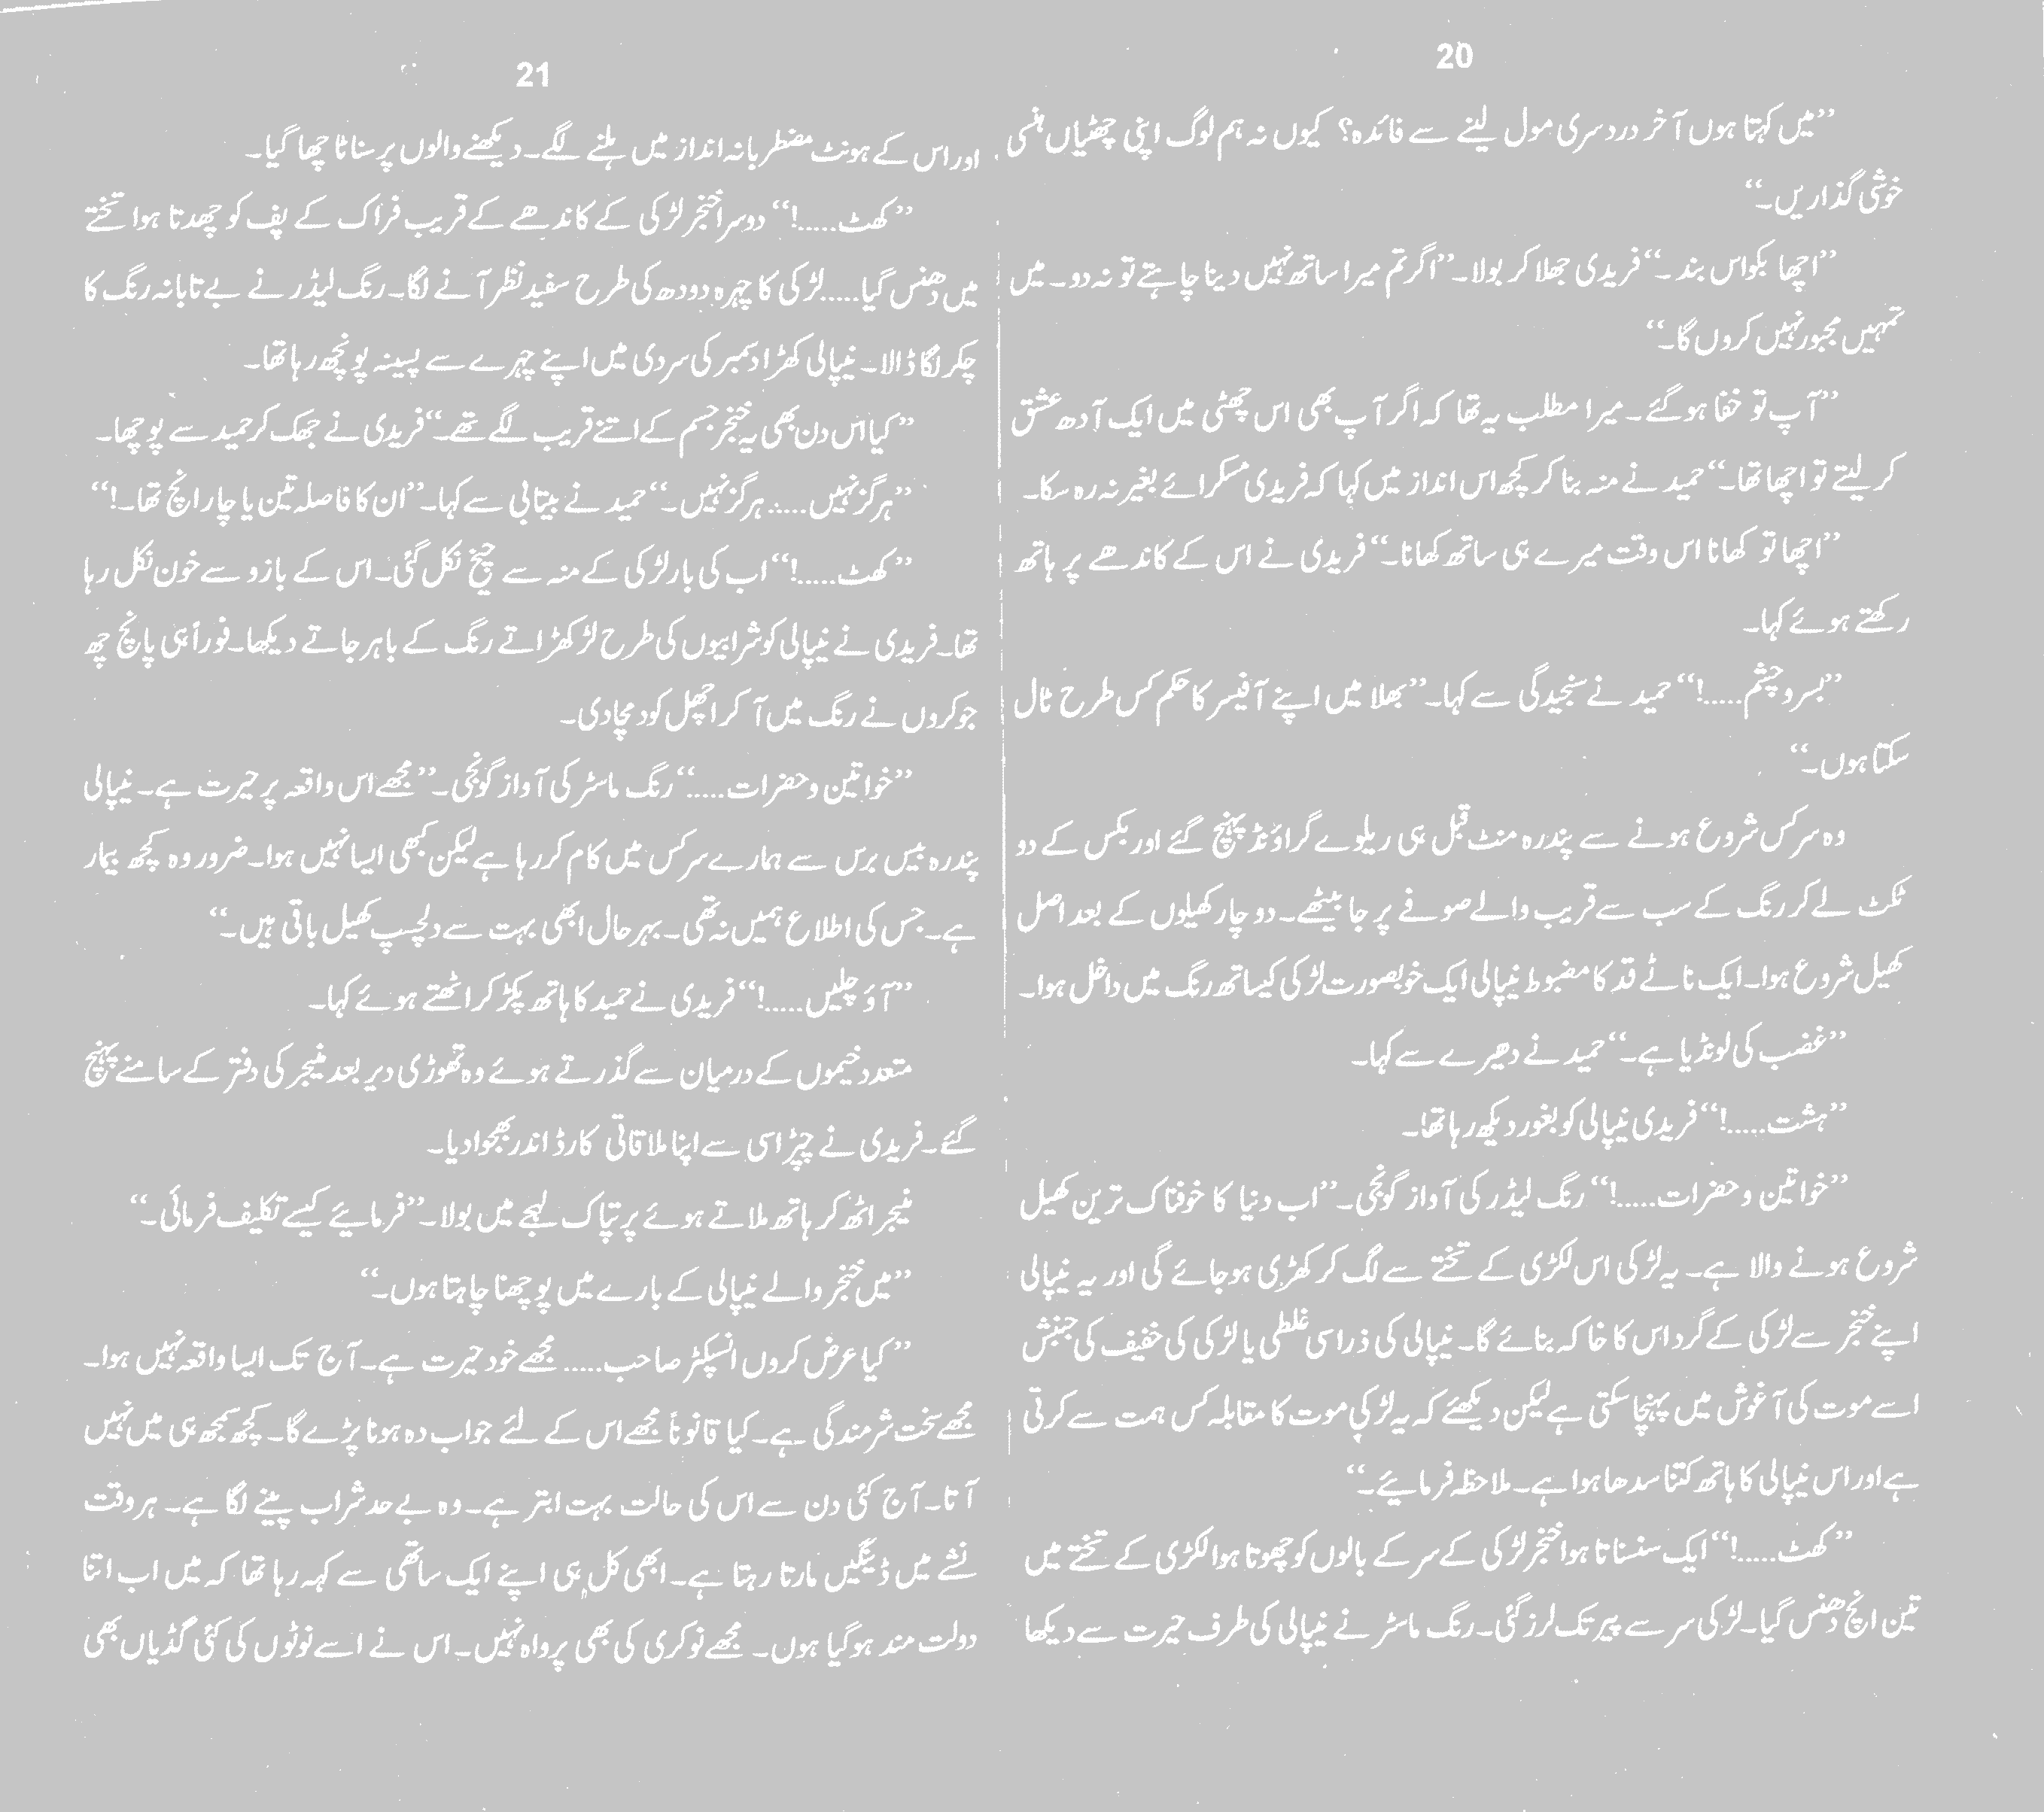 20
”میں کہتا ہوں آخر دردسری مول لینے سے فائدہ؟ کیوں نہ ہم لوگ اپنی چھٹیاں ہنسی
خوشی گذاریں۔“
”اچھا بکواس بند۔“ فریدی جھلا کر بولا۔ ”اگر تم میرا ساتھ نہیں دینا چاہتے تو نہ دو۔ میں
تمہیں مجبور نہیں کروں گا۔“
”آپ تو خفا ہو گئے۔ میرا مطلب یہ تھا کہ اگر آپ بھی اس چھٹی میں ایک آدھ عشق
کر لیتے تو اچھا تھا۔“ حمید نے منہ بنا کر کچھ اس انداز میں کہا کہ فریدی مسکرائے بغیر نہ رہ سکا۔
”اچھا تو کھانا اس وقت میرے ہی ساتھ کھانا۔“ فریدی نے اس کے کاندھے پر ہاتھ
رکھتے ہوئے کہا۔
”بسر و چشم.....!“ حمید نے سنجیدگی سے کہا۔ ”بھلا میں اپنے آفیسر کا حکم کس طرح ٹال
سکتا ہوں۔“
وہ سرکس شروع ہونے سے پندرہ منٹ قبل ہی ریلوے گراؤنڈ پہنچ گئے اور بکس کے دو
ٹکٹ لے کر رنگ کے سب سے قریب والے صوفے پر جا بیٹھے۔ دو چار کھیلوں کے بعد اصل
کھیل شروع ہوا۔ ایک ناٹے قد کا مضبوط نیپالی ایک خوبصورت لڑکی کیساتھ رنگ میں داخل ہوا۔
”غضب کی لونڈیا ہے۔“ حمید نے دھیرے سے کہا۔
”ہشت.....!“ فریدی نیپالی کو بغور دیکھ رہا تھا۔
”خواتین و حضرات.....!“ رنگ لیڈر کی آواز گونجی۔ ”اب دنیا کا خوفناک ترین کھیل
شروع ہونے والا ہے۔ یہ لڑکی اس لکڑی کے تختے سے لگ کر کھڑی ہو جائے گی اور یہ نیپالی
اپنے خنجر سے لڑکی کے گرد اس کا خاکہ بنائے گا۔ نیپالی کی ذرا سی غلطی یا لڑکی کی خفیف کی جنبش
اسے موت کی آغوش میں پہنچا سکتی ہے لیکن دیکھئے کہ یہ لڑکی موت کا مقابلہ کس ہمت سے کرتی
ہے اور اس نیپالی کا ہاتھ کتنا سدھا ہوا ہے۔ ملاحظہ فرمائیے۔“
”کھٹ.....!“ ایک سنسناتا ہوا خنجر لڑکی کے سر کے بالوں کو چھوتا ہوا لکڑی کے تختے میں
تین انچ دھنس گیا۔ لڑکی سر سے پیر تک لرز گئی۔ رنگ ماسٹر نے نیپالی کی طرف حیرت سے دیکھا
21
اور اس کے ہونٹ مضطربانہ انداز میں ہلنے لگے۔ دیکھنے والوں پر سناٹا چھا گیا۔
”کھٹ.....!“ دوسرا خنجر لڑکی کے کاندھے کے قریب فراک کے پف کو چھدتا ہوا تختے
میں دھنس گیا..... لڑکی کا چہرہ دودھ کی طرح سفید نظر آنے لگا۔ رنگ لیڈر نے بے تابانہ رنگ کا
چکر لگا ڈالا۔ نیپالی کھڑا دسمبر کی سردی میں اپنے چہرے سے پسینہ پونچھ رہا تھا۔
”کیا اس دن بھی یہ خنجر جسم کے اتنے قریب لگے تھے۔“ فریدی نے جھک کر حمید سے پوچھا۔
”ہرگز نہیں..... ہرگز نہیں۔“ حمید نے بیتابی سے کہا۔ ”ان کا فاصلہ تین یا چار انچ تھا۔!“
”کھٹ.....!“ اب کی بار لڑکی کے منہ سے چیخ نکل گئی۔ اس کے بازو سے خون نکل رہا
تھا۔ فریدی نے نیپالی کو شرابیوں کی طرح لڑکھڑاتے رنگ کے باہر جاتے دیکھا۔ فوراً ہی پانچ چھ
جوکروں نے رنگ میں آ کر اچھل کود مچا دی۔
”خواتین و حضرات.....“ رنگ ماسٹر کی آواز گونجی۔ ”مجھے اس واقعہ پر حیرت ہے۔ نیپالی
پندرہ بیس برس سے ہمارے سرکس میں کام کر رہا ہے لیکن کبھی ایسا نہیں ہوا۔ ضرور وہ کچھ بیمار
ہے۔ جس کی اطلاع ہمیں نہ تھی۔ بہرحال ابھی بہت سے دلچسپ کھیل باقی ہیں۔“
”آؤ چلیں.....!“ فریدی نے حمید کا ہاتھ پکڑ کر اٹھتے ہوئے کہا۔
متعدد خیموں کے درمیان سے گذرتے ہوئے وہ تھوڑی دیر بعد منیجر کی دفتر کے سامنے پہنچ
گئے۔ فریدی نے چپڑاسی سے اپنا ملاقاتی کارڈ اندر بھجوا دیا۔
منیجر اٹھ کر ہاتھ ملاتے ہوئے پرتپاک لہجے میں بولا۔ ”فرمائیے کیسے تکلیف فرمائی۔“
”میں خنجر والے نیپالی کے بارے میں پوچھنا چاہتا ہوں۔“
”کیا عرض کروں انسپکٹر صاحب..... مجھے خود حیرت ہے۔ آج تک ایسا واقعہ نہیں ہوا۔
مجھے سخت شرمندگی ہے۔ کیا قانوناً مجھے اس کے لئے جواب دہ ہونا پڑے گا۔ کچھ سمجھ ہی میں نہیں
آتا۔ آج کئی دن سے اس کی حالت بہت ابتر ہے۔ وہ بے حد شراب پینے لگا ہے۔ ہر وقت
نشے میں ڈینگیں مارتا رہتا ہے۔ ابھی کل ہی اپنے ایک ساتھی سے کہہ رہا تھا کہ میں اب اتنا
دولت مند ہو گیا ہوں۔ مجھے نوکری کی بھی پرواہ نہیں۔ اس نے اسے نوٹوں کی کئی گڈیاں بھی